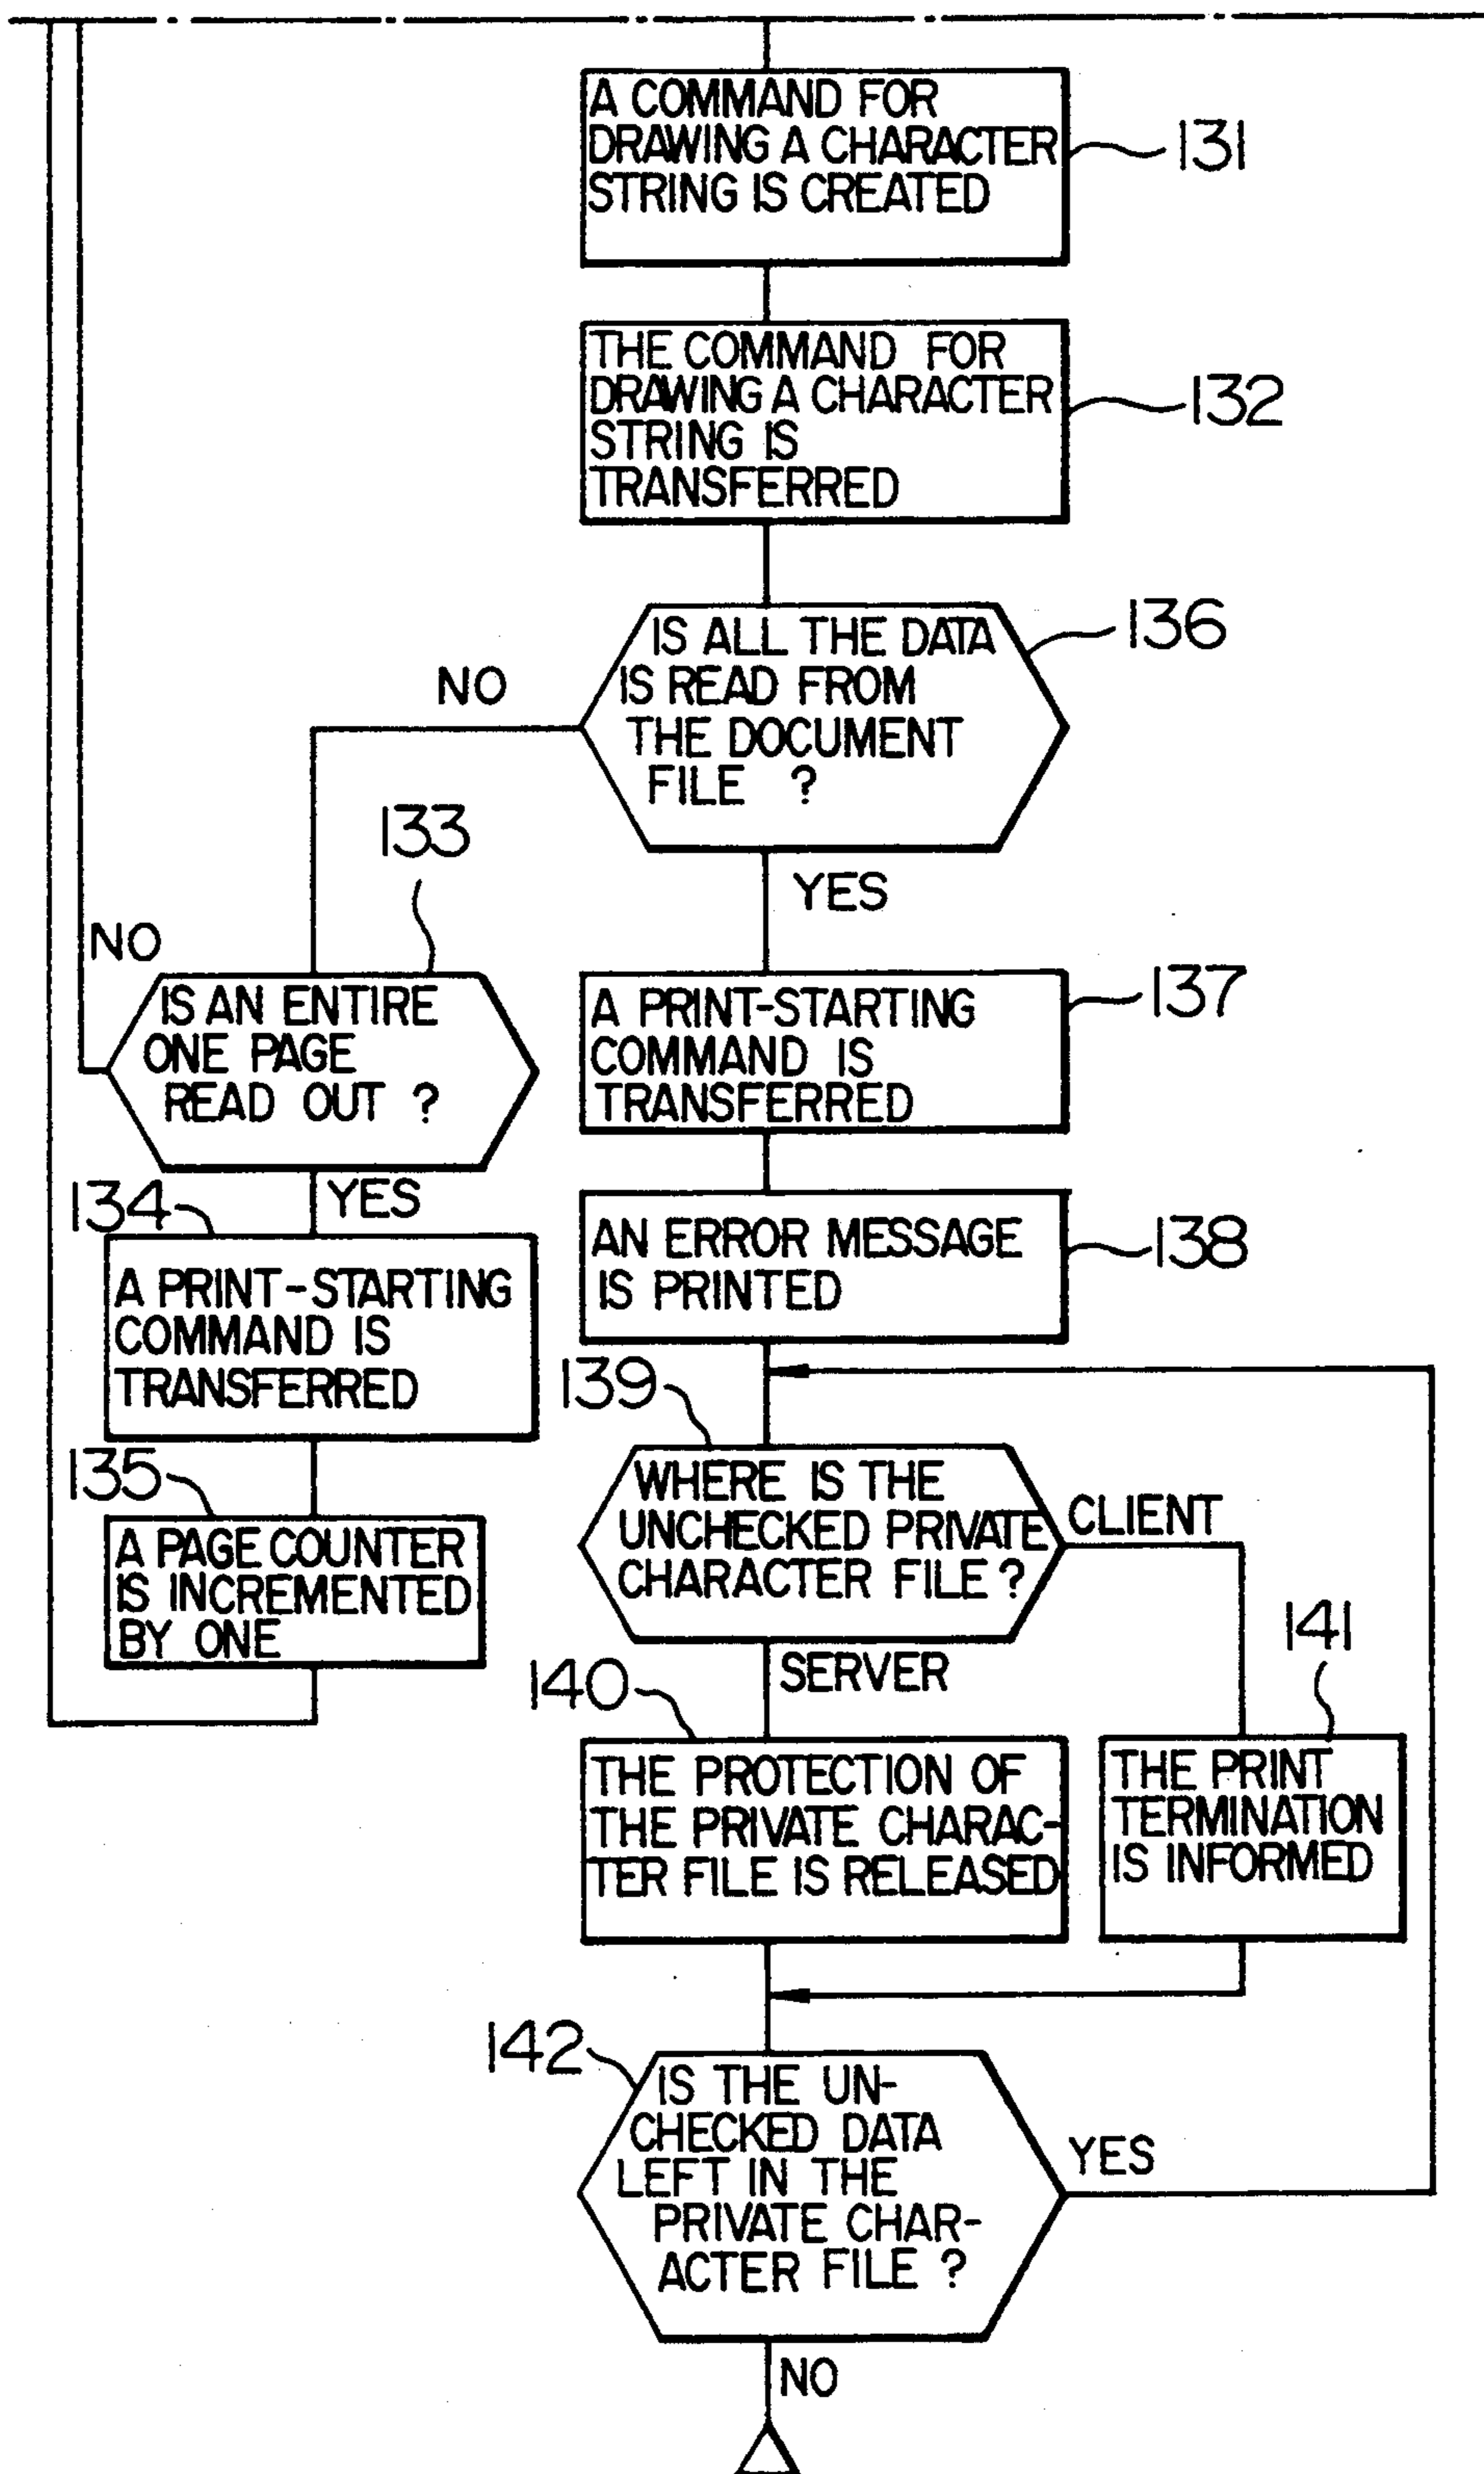 A COMMAND FOR
DRAWING A CHARACTER
STRING IS CREATED
131
THE COMMAND FOR
DRAWING A CHARACTER
STRING IS
TRANSFERRED
132
IS ALL THE DATA
IS READ FROM
THE DOCUMENT
FILE ?
136
NO
YES
133
NO
IS AN ENTIRE
ONE PAGE
READ OUT ?
YES
134
A PRINT-STARTING
COMMAND IS
TRANSFERRED
135
A PAGE COUNTER
IS INCREMENTED
BY ONE
A PRINT-STARTING
COMMAND IS
TRANSFERRED
137
AN ERROR MESSAGE
IS PRINTED
138
139
WHERE IS THE
UNCHECKED PRIVATE
CHARACTER FILE ?
CLIENT
SERVER
140
THE PROTECTION OF
THE PRIVATE CHARAC-
TER FILE IS RELEASED
141
THE PRINT
TERMINATION
IS INFORMED
142
IS THE UN-
CHECKED DATA
LEFT IN THE
PRIVATE CHAR-
ACTER FILE ?
YES
NO